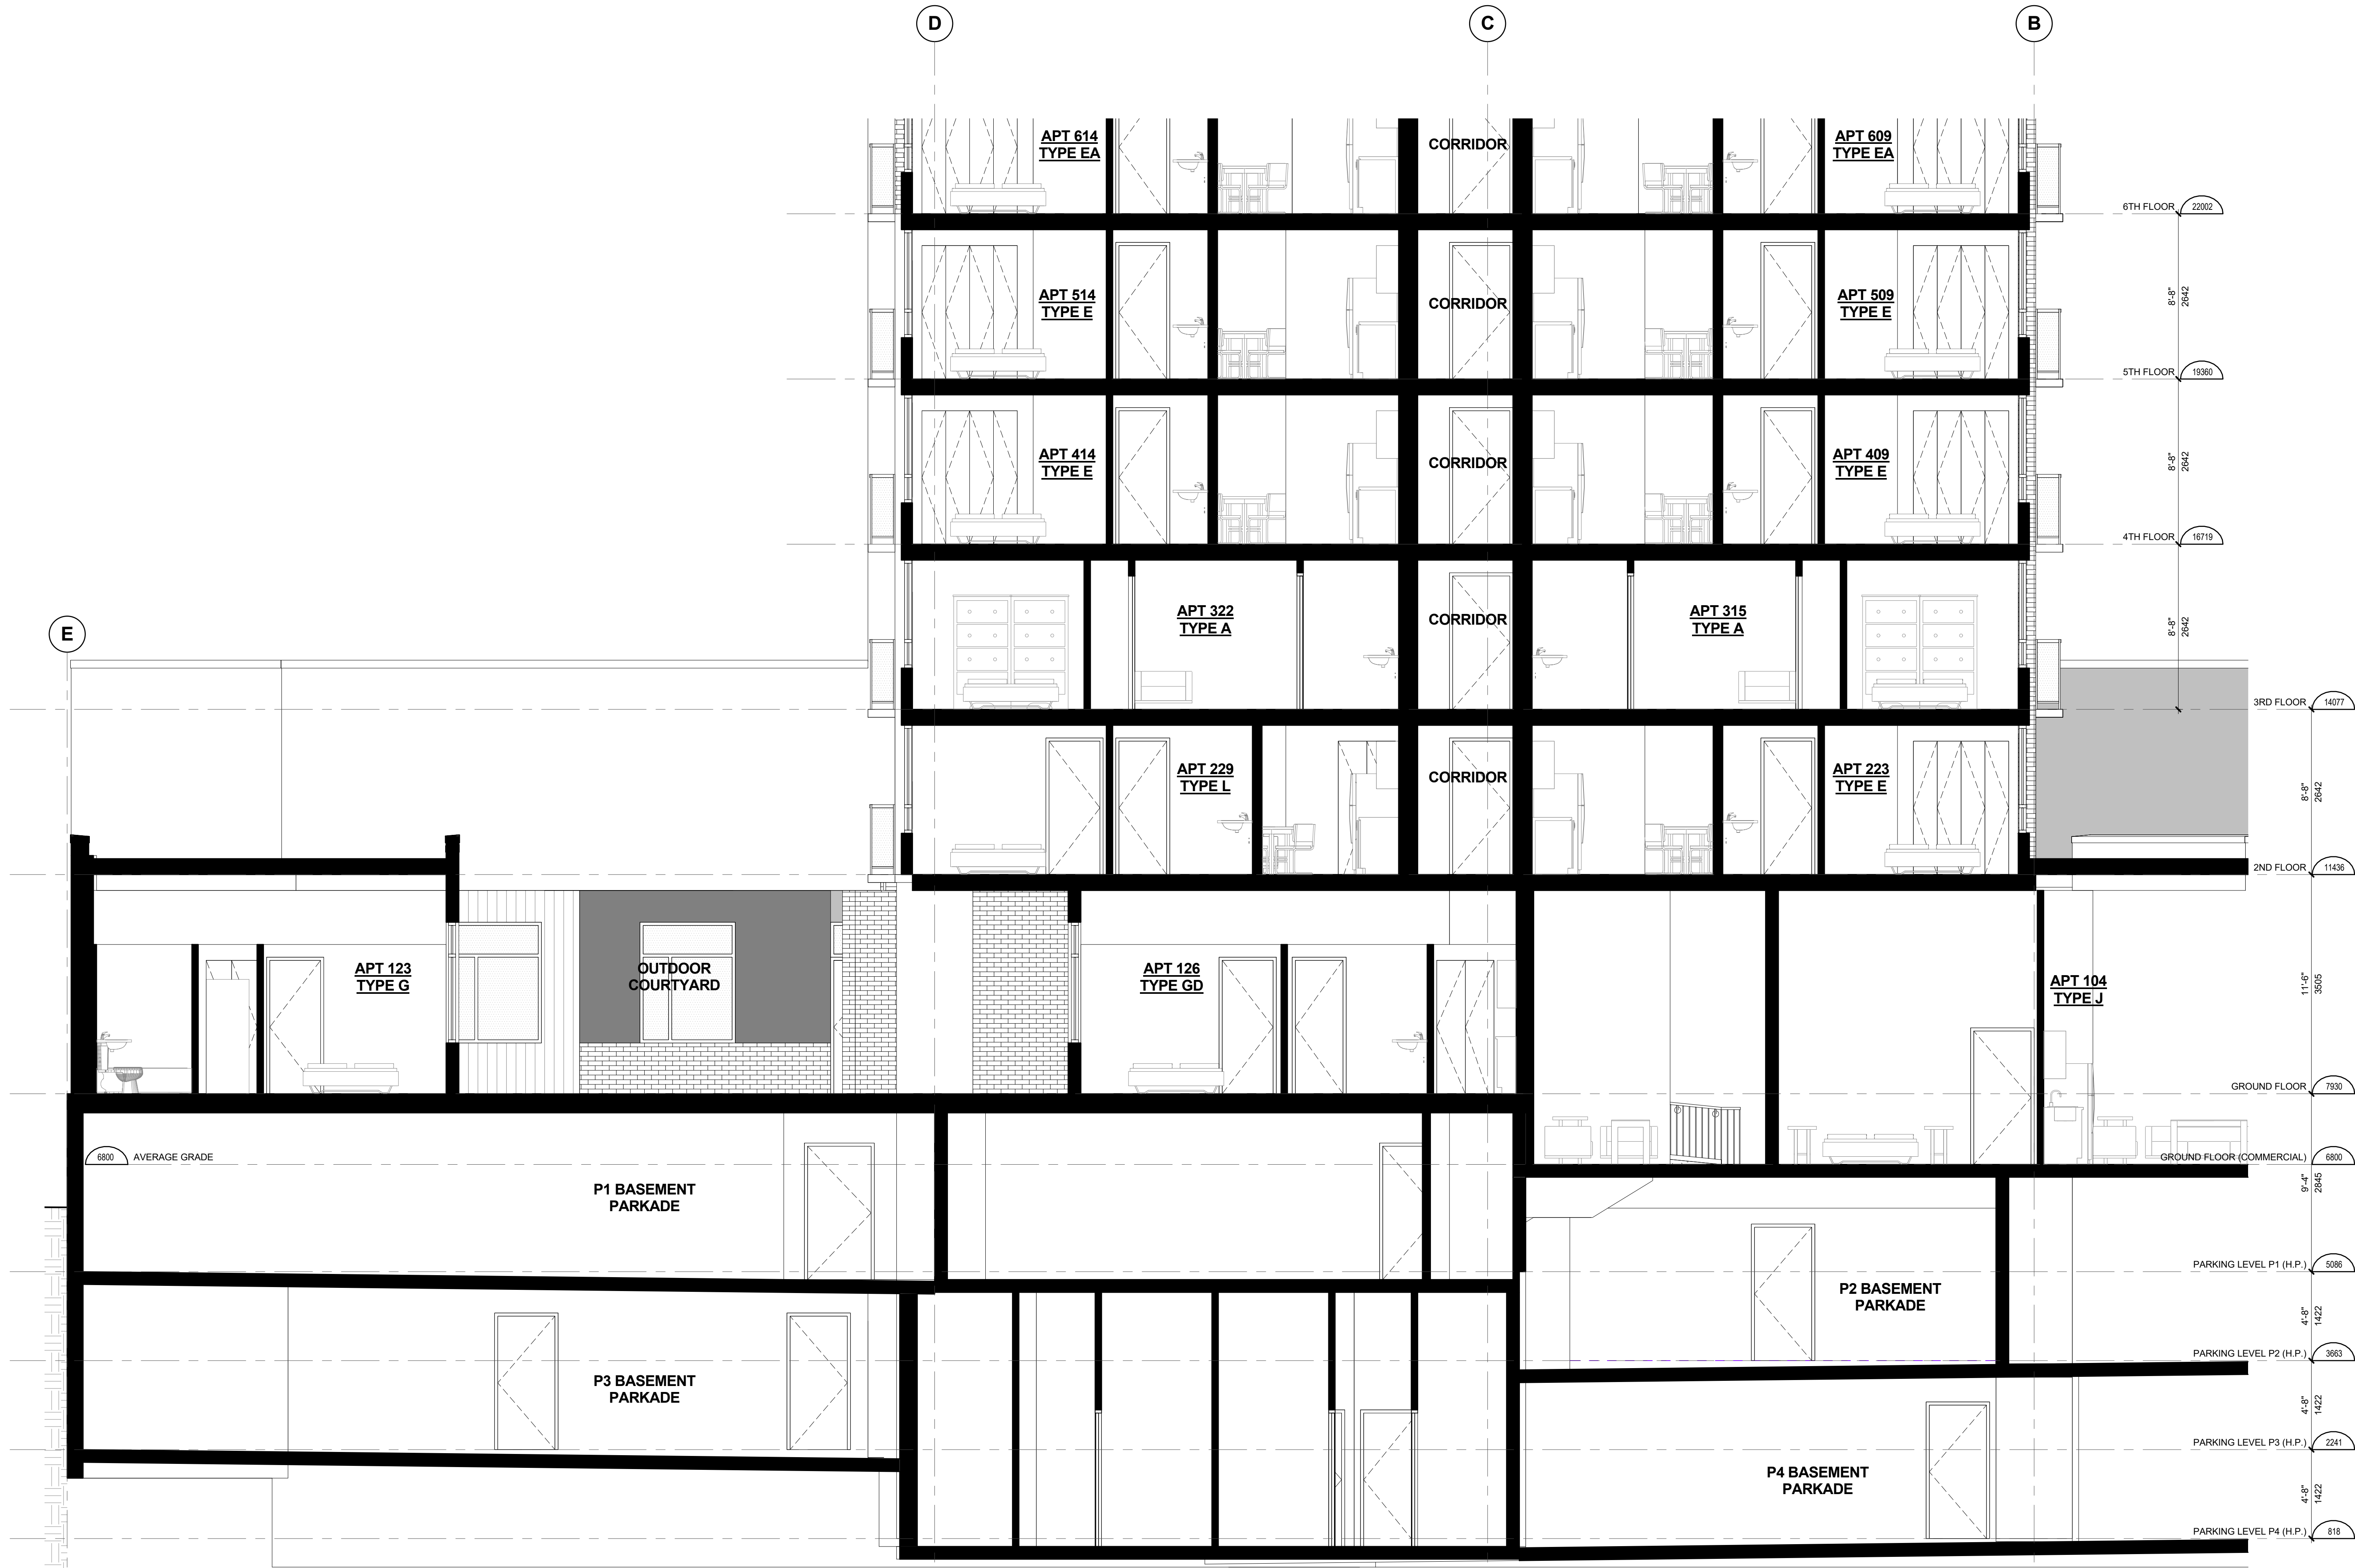 D
C
B
APT 614
TYPE EA
CORRIDOR
APT 609
TYPE EA
6TH FLOOR
22002
APT 514
TYPE E
CORRIDOR
APT 509
TYPE E
8'-8"
2642
5TH FLOOR
19360
APT 414
TYPE E
CORRIDOR
APT 409
TYPE E
8'-8"
2642
4TH FLOOR
16719
E
APT 322
TYPE A
CORRIDOR
APT 315
TYPE A
8'-8"
2642
3RD FLOOR
14077
APT 229
TYPE L
CORRIDOR
APT 223
TYPE E
8'-8"
2642
2ND FLOOR
11436
APT 123
TYPE G
OUTDOOR
COURTYARD
APT 126
TYPE GD
APT 104
TYPE J
11'-6"
3505
GROUND FLOOR
7930
6800
AVERAGE GRADE
GROUND FLOOR (COMMERCIAL)
6800
P1 BASEMENT
PARKADE
9'-4"
2845
PARKING LEVEL P1 (H.P.)
5086
P2 BASEMENT
PARKADE
4'-8"
1422
PARKING LEVEL P2 (H.P.)
3663
P3 BASEMENT
PARKADE
4'-8"
1422
PARKING LEVEL P3 (H.P.)
2241
P4 BASEMENT
PARKADE
4'-8"
1422
PARKING LEVEL P4 (H.P.)
818